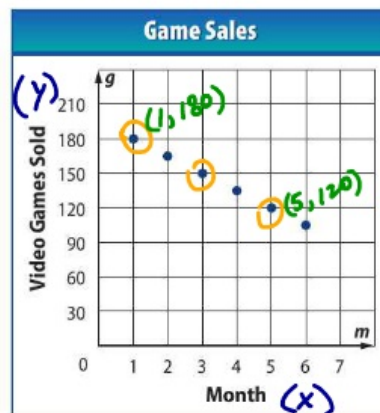 Game Sales
g
(y)
210
(1, 180)
180
150
120
(5, 120)
90
60
30
Video Games Sold
m
0 1 2 3 4 5 6 7
Month (x)